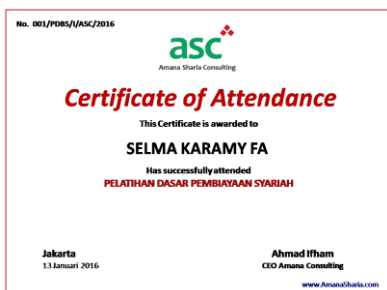 No. 001/PDBS/I/ASC/2016
asc
Amana Sharia Consulting
Certificate of Attendance
This Certificate is awarded to
SELMA KARAMY FA
Has successfully attended
PELATIHAN DASAR PEMBIAYAAN SYARIAH
Jakarta
13 Januari 2016
Ahmad Ifham
CEO Amana Consulting
www.AmanaSharia.com